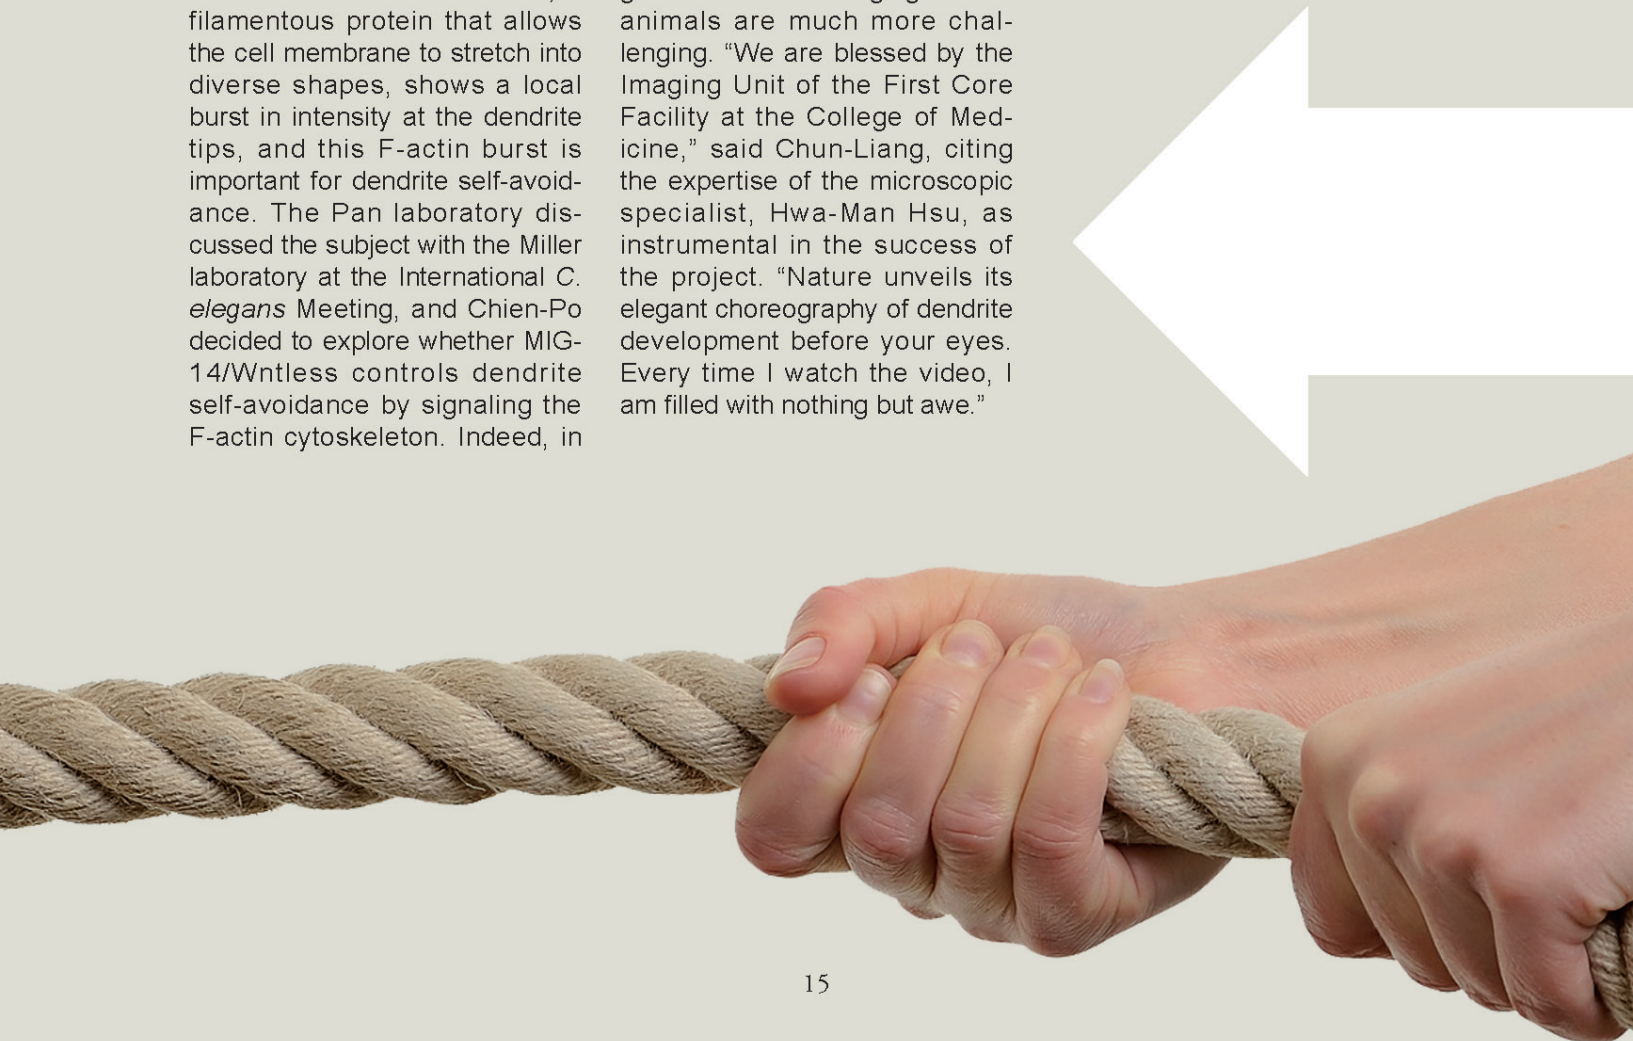 filamentous protein that allows
the cell membrane to stretch into
diverse shapes, shows a local
burst in intensity at the dendrite
tips, and this F-actin burst is
important for dendrite self-avoid-
ance. The Pan laboratory dis-
cussed the subject with the Miller
laboratory at the International C.
elegans Meeting, and Chien-Po
decided to explore whether MIG-
14/Wntless controls dendrite
self-avoidance by signaling the
F-actin cytoskeleton. Indeed, in
animals are much more chal-
lenging. “We are blessed by the
Imaging Unit of the First Core
Facility at the College of Med-
icine,” said Chun-Liang, citing
the expertise of the microscopic
specialist, Hwa-Man Hsu, as
instrumental in the success of
the project. “Nature unveils its
elegant choreography of dendrite
development before your eyes.
Every time I watch the video, I
am filled with nothing but awe.”
15